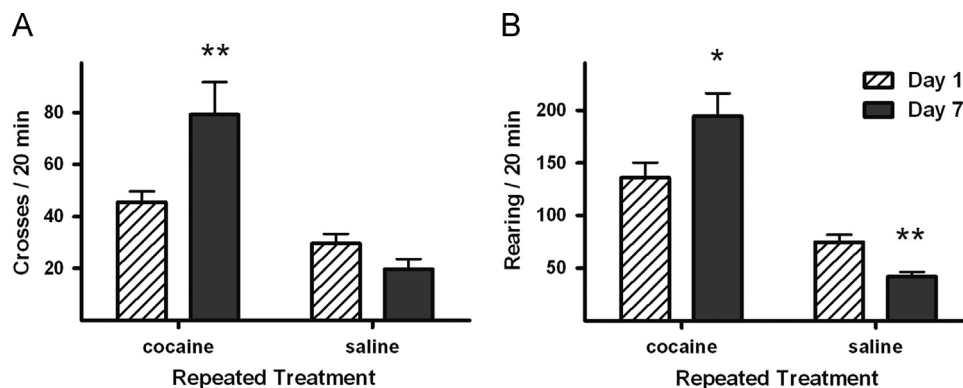 A
B
**
*
Day 1
Day 7
80
60
40
20
Crosses / 20 min
200
150
100
50
Rearing / 20 min
**
cocaine saline
Repeated Treatment
cocaine saline
Repeated Treatment